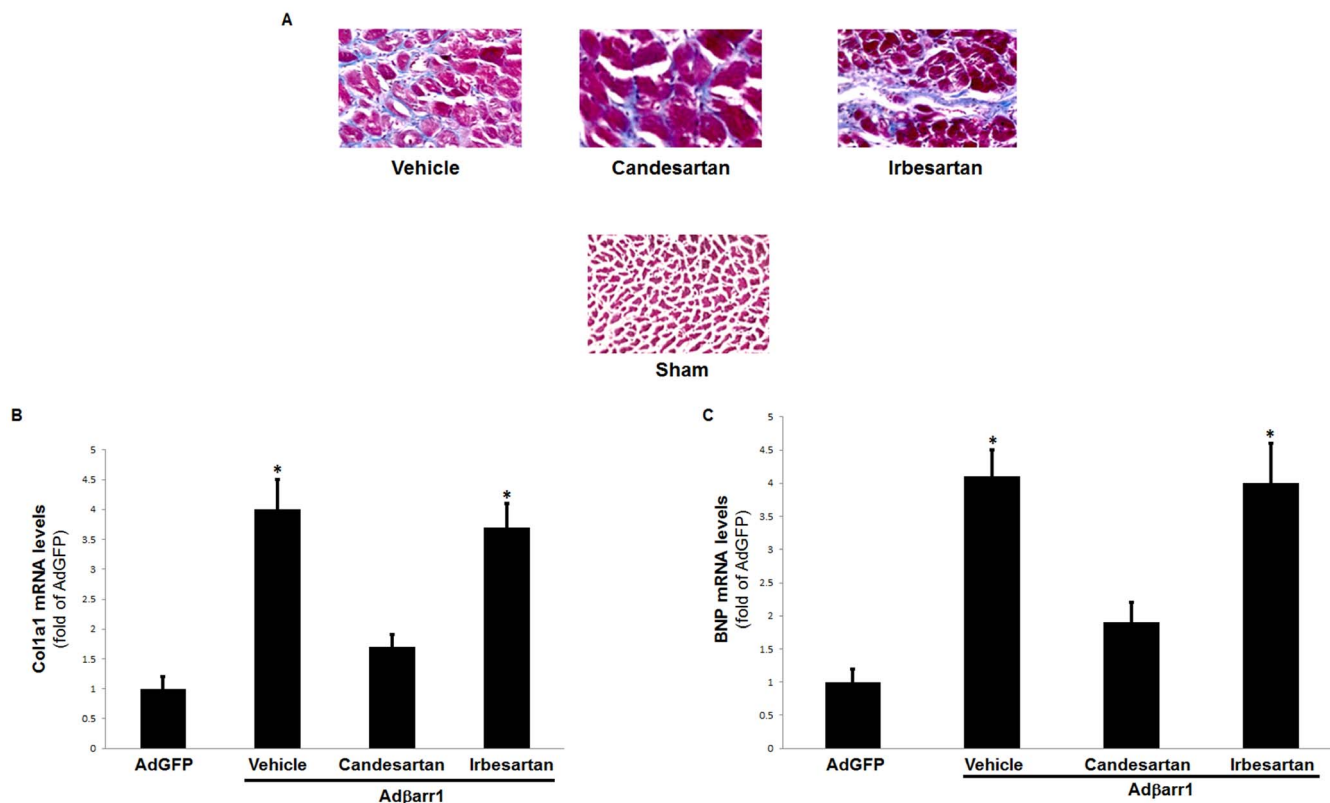 A
Vehicle
Candesartan
Irbesartan
Sham
B
Col1a1 mRNA levels
(fold of AdGFP)
5
4.5
4
3.5
3
2.5
2
1.5
1
0.5
0
*
*
AdGFP
Vehicle
Candesartan
Irbesartan
Adβarr1
C
BNP mRNA levels
(fold of AdGFP)
5
4.5
4
3.5
3
2.5
2
1.5
1
0.5
0
*
*
AdGFP
Vehicle
Candesartan
Irbesartan
Adβarr1